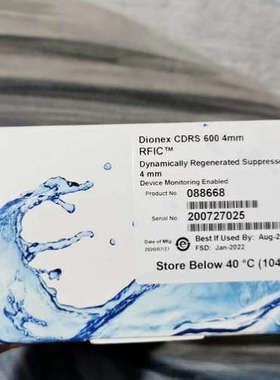 Dionex CDRS 600 4mm
RFIC™
Dynamically Regenerated Suppresso
4 mm
Device Monitoring Enabled
Product No. 088668
Serial No. 200727025
Date of Mfg. Best If Used By: Aug-2
FSD: Jan-2022
Store Below 40 °C (104